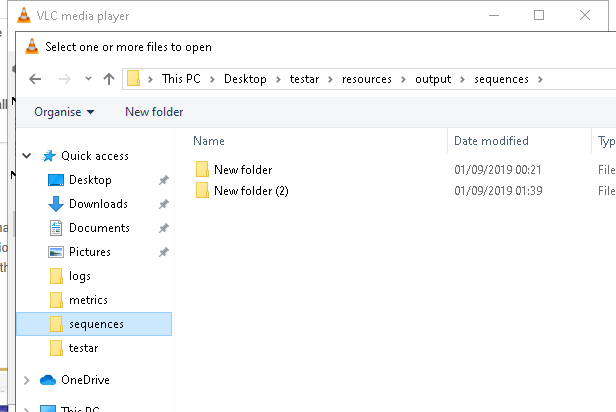 VLC media player
Select one or more files to open
This PC > Desktop > testar > resources > output > sequences >
Organise New folder
Name Date modified Typ
Quick access
New folder 01/09/2019 00:21 File
Desktop
New folder (2) 01/09/2019 01:39 File
Downloads
Documents
Pictures
logs
metrics
sequences
testar
OneDrive
This PC